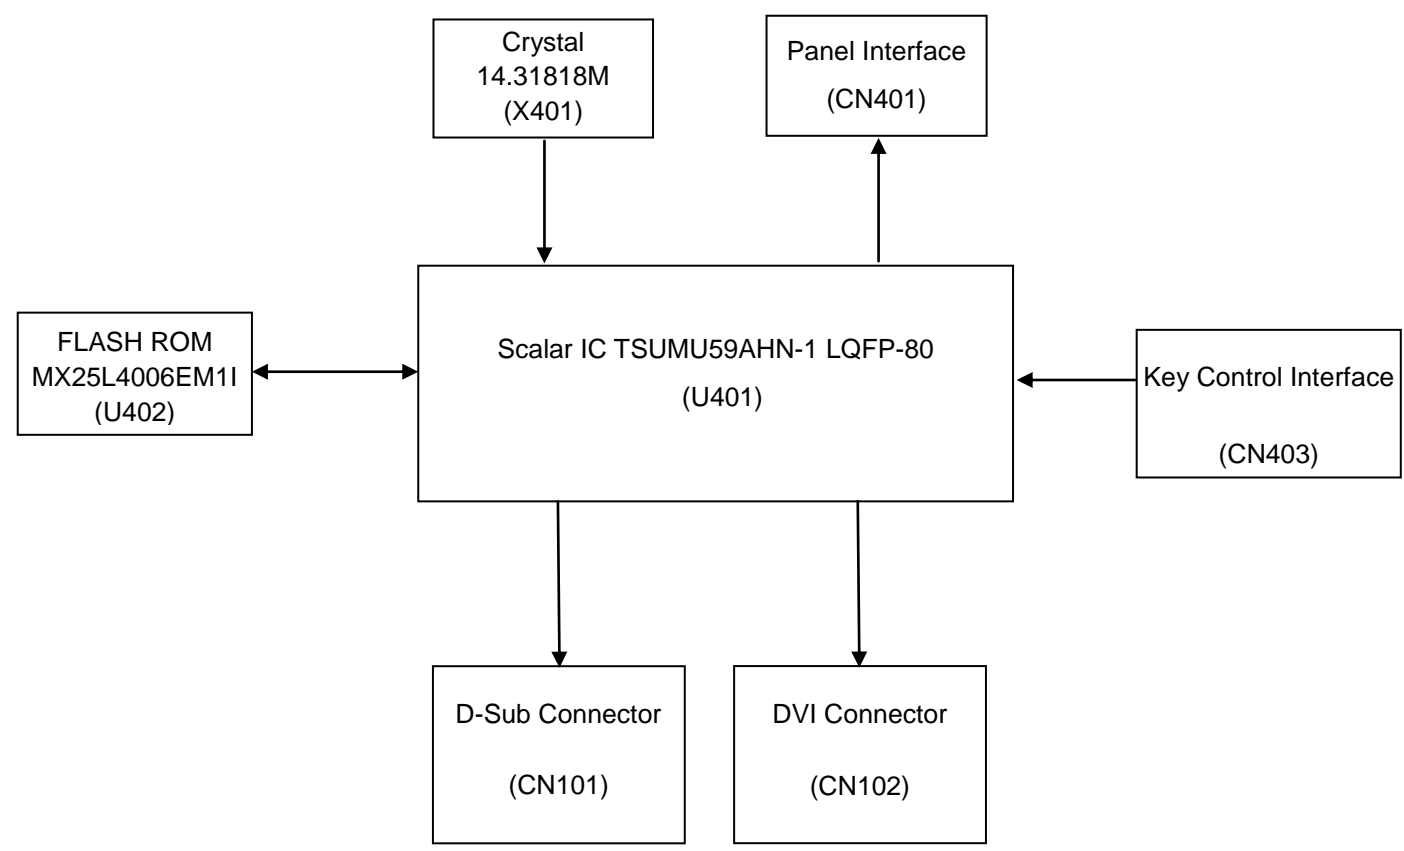 Crystal
14.31818M
(X401)
Panel Interface
(CN401)
FLASH ROM
MX25L4006EM1I
(U402)
Scalar IC TSUMU59AHN-1 LQFP-80
(U401)
Key Control Interface
(CN403)
D-Sub Connector
(CN101)
DVI Connector
(CN102)